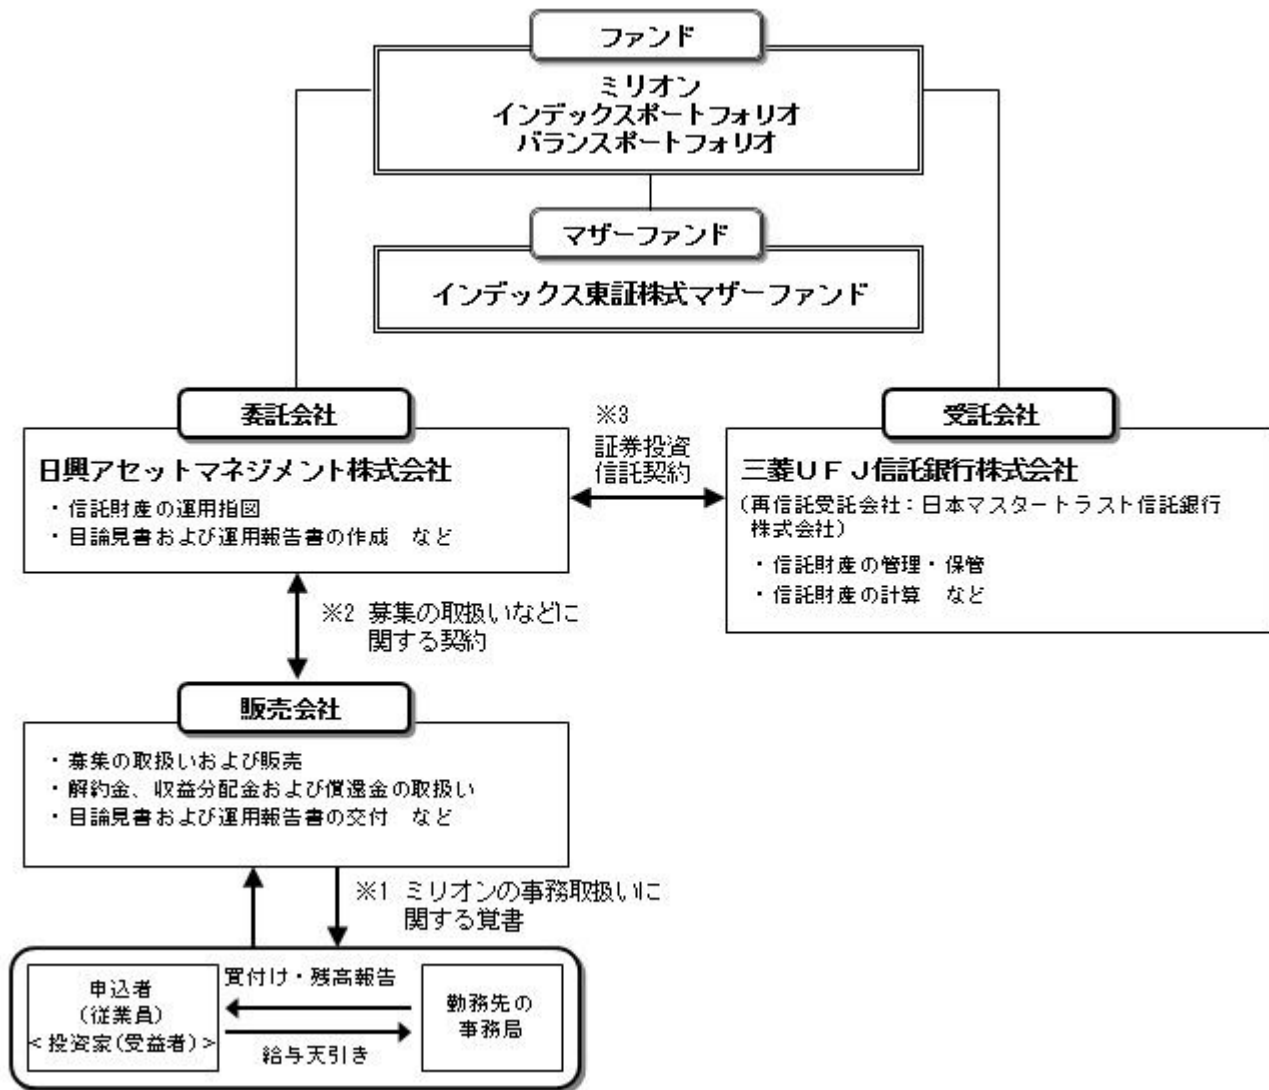 ファンド
ミリオン
インデックスポートフォリオ
バランスポートフォリオ
マザーファンド
インデックス東証株式マザーファンド
委託会社
日興アセットマネジメント株式会社
・信託財産の運用指図
・目論見書および運用報告書の作成 など
※3
証券投資
信託契約
受託会社
三菱UFJ信託銀行株式会社
(再信託受託会社:日本マスタートラスト信託銀行
株式会社)
・信託財産の管理・保管
・信託財産の計算 など
※2 募集の取扱いなどに
関する契約
販売会社
・募集の取扱いおよび販売
・解約金、収益分配金および償還金の取扱い
・目論見書および運用報告書の交付 など
※1 ミリオンの事務取扱いに
関する覚書
申込者
(従業員)
<投資家(受益者)>
買付け・残高報告
給与天引き
勤務先の
事務局